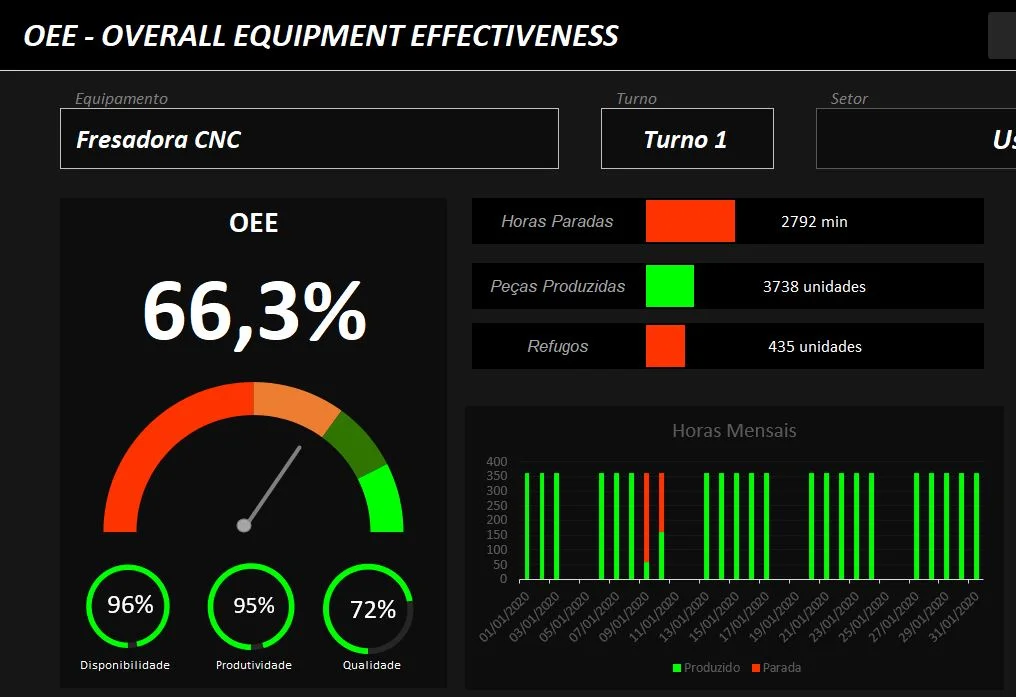 OEE - OVERALL EQUIPMENT EFFECTIVENESS
Equipamento
Turno
Setor
Fresadora CNC
Turno 1
OEE
66,3%
96%
95%
72%
Disponibilidade
Produtividade
Qualidade
Horas Paradas
2792 min
Peças Produzidas
3738 unidades
Refugos
435 unidades
Horas Mensais
400
350
300
250
200
150
100
50
0
01/01/2020
03/01/2020
05/01/2020
07/01/2020
09/01/2020
11/01/2020
13/01/2020
15/01/2020
17/01/2020
19/01/2020
21/01/2020
23/01/2020
25/01/2020
27/01/2020
29/01/2020
31/01/2020
Produzido
Parada